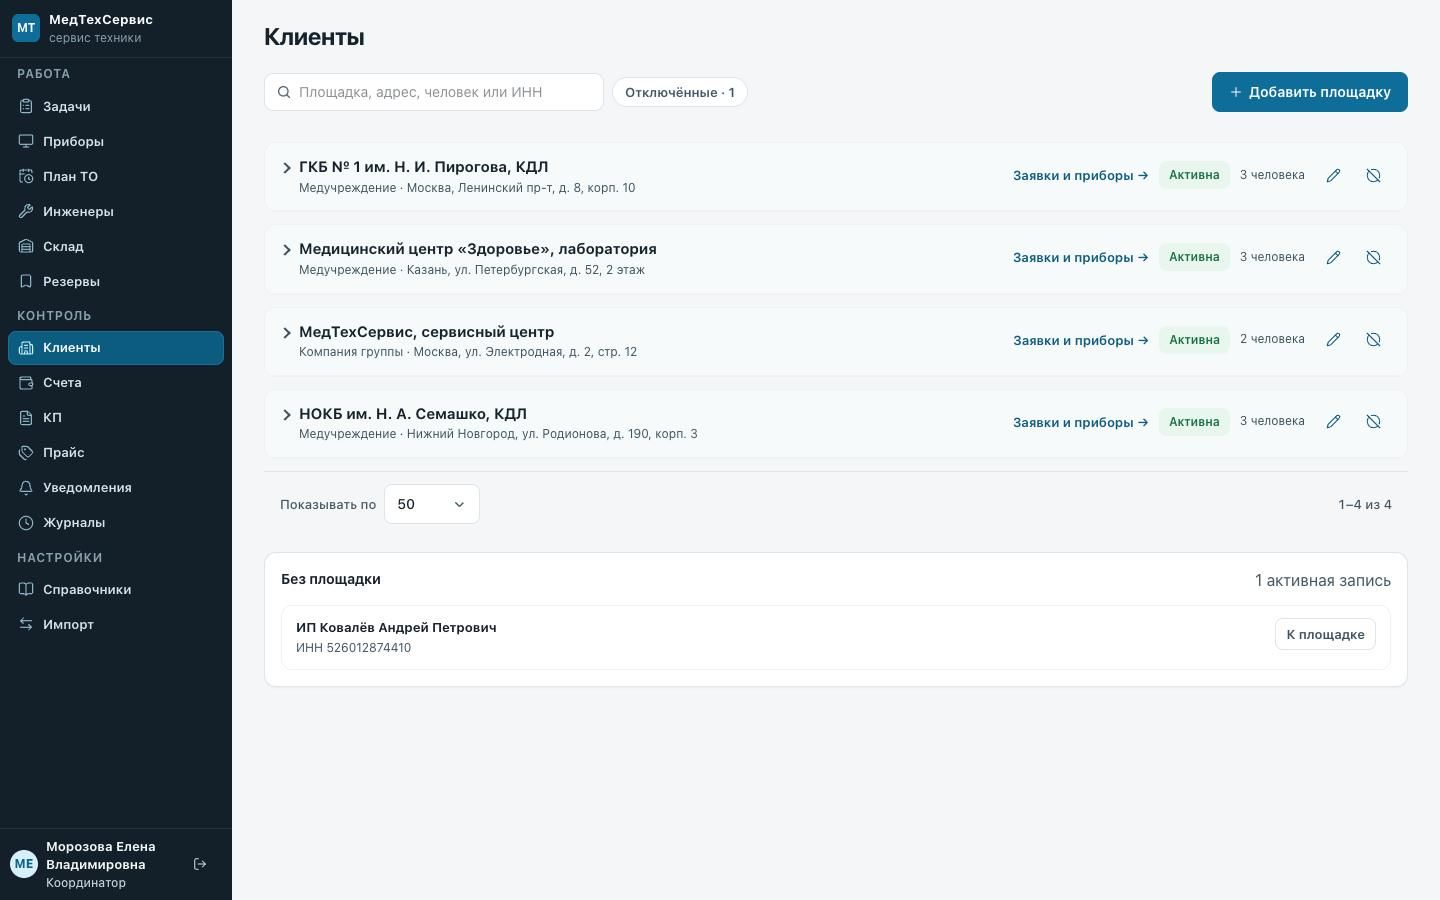 МТ
МедТехСервис
сервис техники
РАБОТА
Задачи
Приборы
План ТО
Инженеры
Склад
Резервы
КОНТРОЛЬ
Клиенты
Счета
КП
Прайс
Уведомления
Журналы
НАСТРОЙКИ
Справочники
Импорт
МЕ
Морозова Елена
Владимировна
Координатор
Клиенты
Площадка, адрес, человек или ИНН
Отключённые · 1
+ Добавить площадку
ГКБ № 1 им. Н. И. Пирогова, КДЛ
Медучреждение · Москва, Ленинский пр-т, д. 8, корп. 10
Заявки и приборы → Активна 3 человека
Медицинский центр «Здоровье», лаборатория
Медучреждение · Казань, ул. Петербургская, д. 52, 2 этаж
Заявки и приборы → Активна 3 человека
МедТехСервис, сервисный центр
Компания группы · Москва, ул. Электродная, д. 2, стр. 12
Заявки и приборы → Активна 2 человека
НОКБ им. Н. А. Семашко, КДЛ
Медучреждение · Нижний Новгород, ул. Родионова, д. 190, корп. 3
Заявки и приборы → Активна 3 человека
Показывать по 50
1–4 из 4
Без площадки
1 активная запись
ИП Ковалёв Андрей Петрович
ИНН 526012874410
К площадке